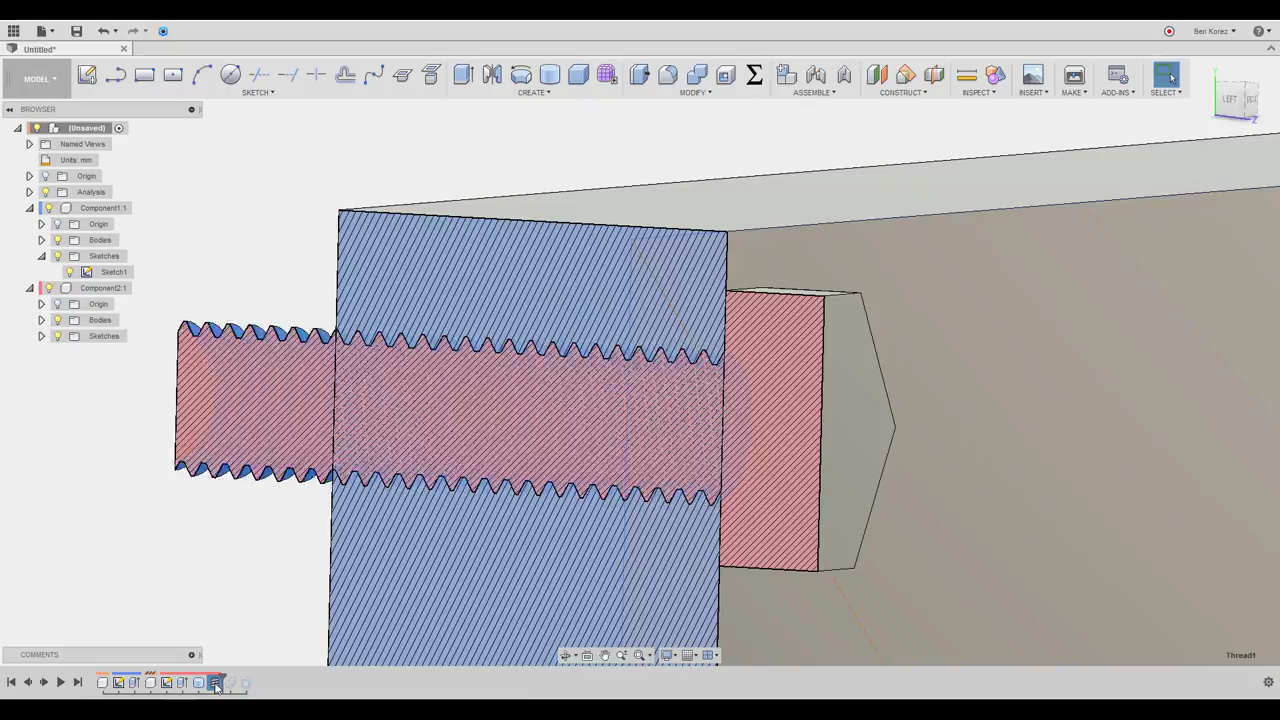 Ben Korez
Untitled*
MODEL
SKETCH
CREATE
MODIFY
ASSEMBLE
CONSTRUCT
INSPECT
INSERT
MAKE
ADD-INS
SELECT
BROWSER
(Unsaved)
Named Views
Units: mm
Origin
Analysis
Component1:1
Origin
Bodies
Sketches
Sketch1
Component2:1
Origin
Bodies
Sketches
Y
LEFT
Z
COMMENTS
Thread1